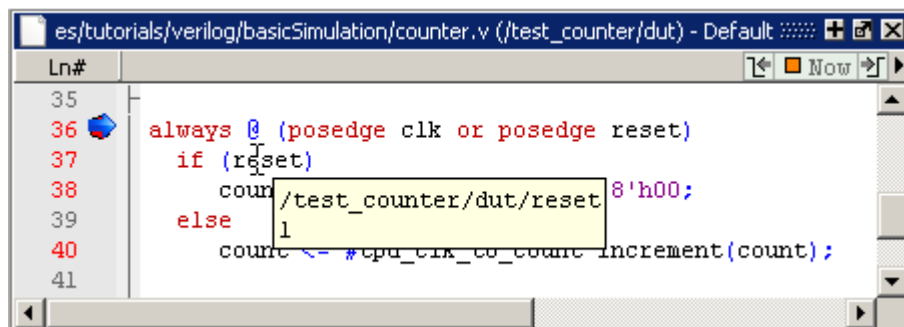 es/tutorials/verilog/basicSimulation/counter.v (/test_counter/dut) - Default
Ln#
Now
35
36 always @ (posedge clk or posedge reset)
37 if (reset)
38 coun 8'h00;
/test_counter/dut/reset
39 else
1
40 count <= #tpd_clk_to_count increment(count);
41